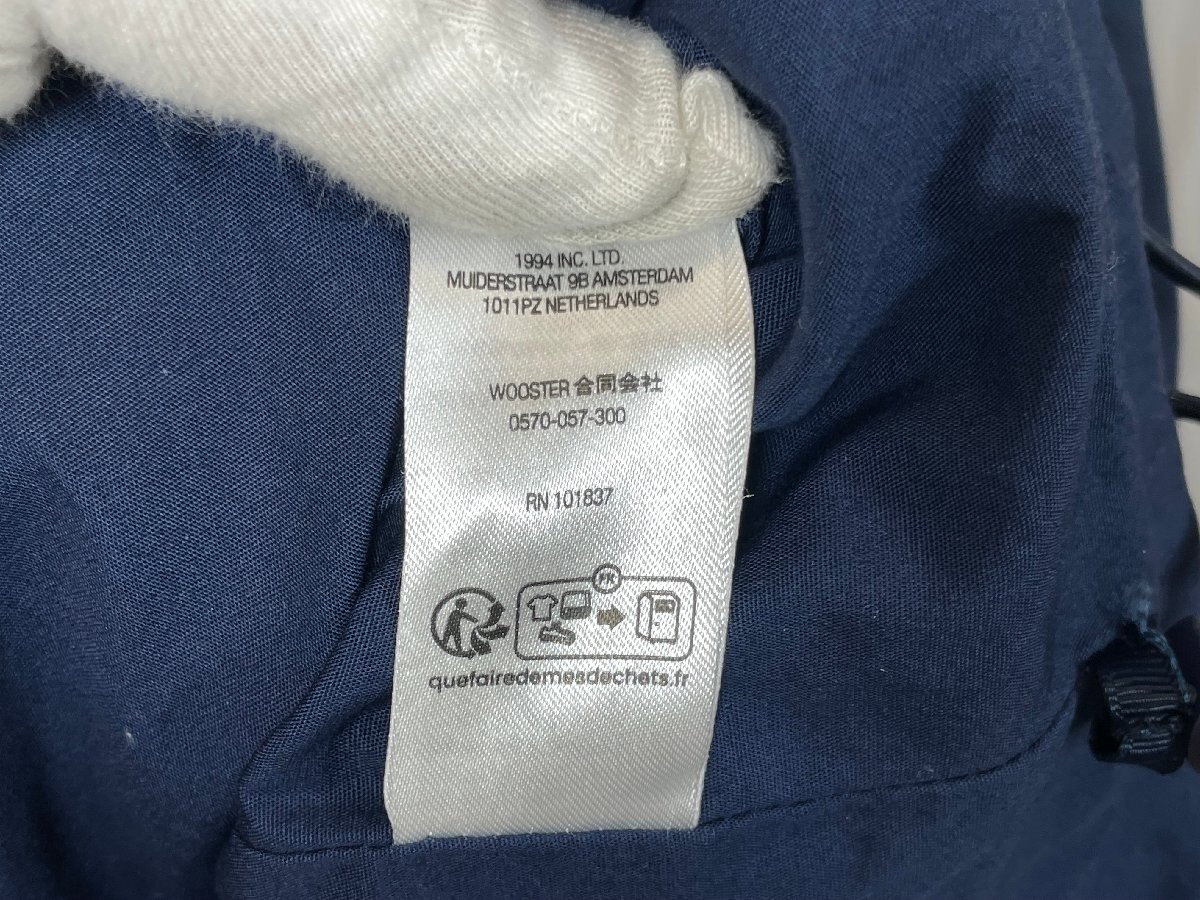 1994 INC. LTD.
MUIDERSTRAAT 9B AMSTERDAM
1011PZ NETHERLANDS
WOOSTER 合同会社
0570-057-300
RN 101837
FR
quefairedemesdechets.fr